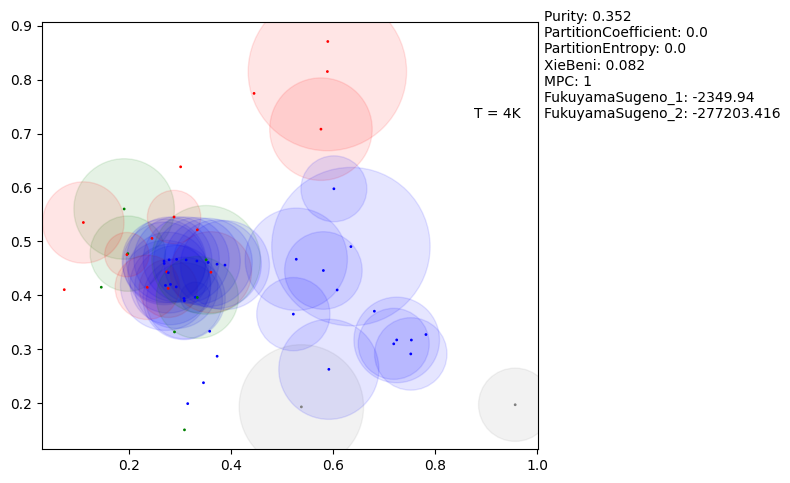 Purity: 0.352
PartitionCoefficient: 0.0
PartitionEntropy: 0.0
XieBeni: 0.082
MPC: 1
FukuyamaSugeno_1: -2349.94
FukuyamaSugeno_2: -277203.416
T = 4K
0.9
0.8
0.7
0.6
0.5
0.4
0.3
0.2
0.2 0.4 0.6 0.8 1.0